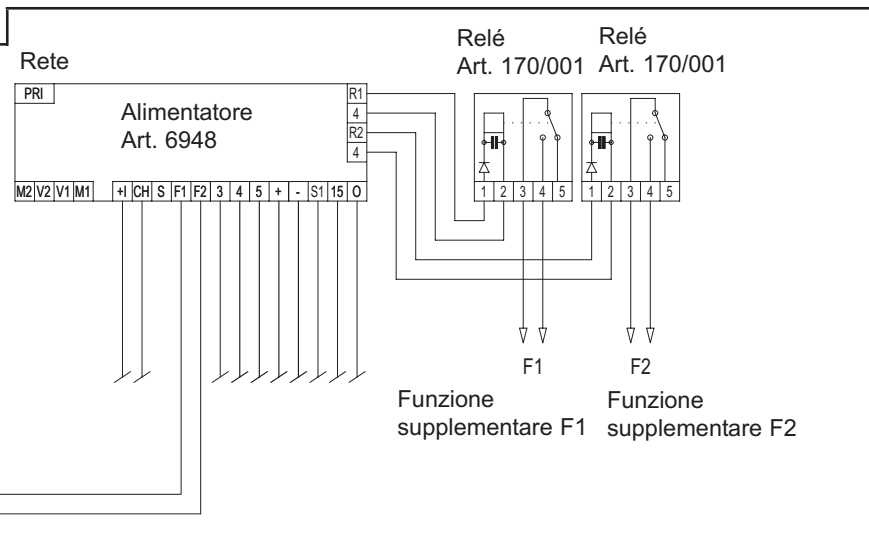 Rete
Relé
Art. 170/001
Relé
Art. 170/001
PRI
Alimentatore
Art. 6948
R1
4
R2
4
M2 V2 V1 M1 +I CH S F1 F2 3 4 5 + - S1 15 0
1 2 3 4 5
1 2 3 4 5
F1
F2
Funzione
supplementare F1
Funzione
supplementare F2